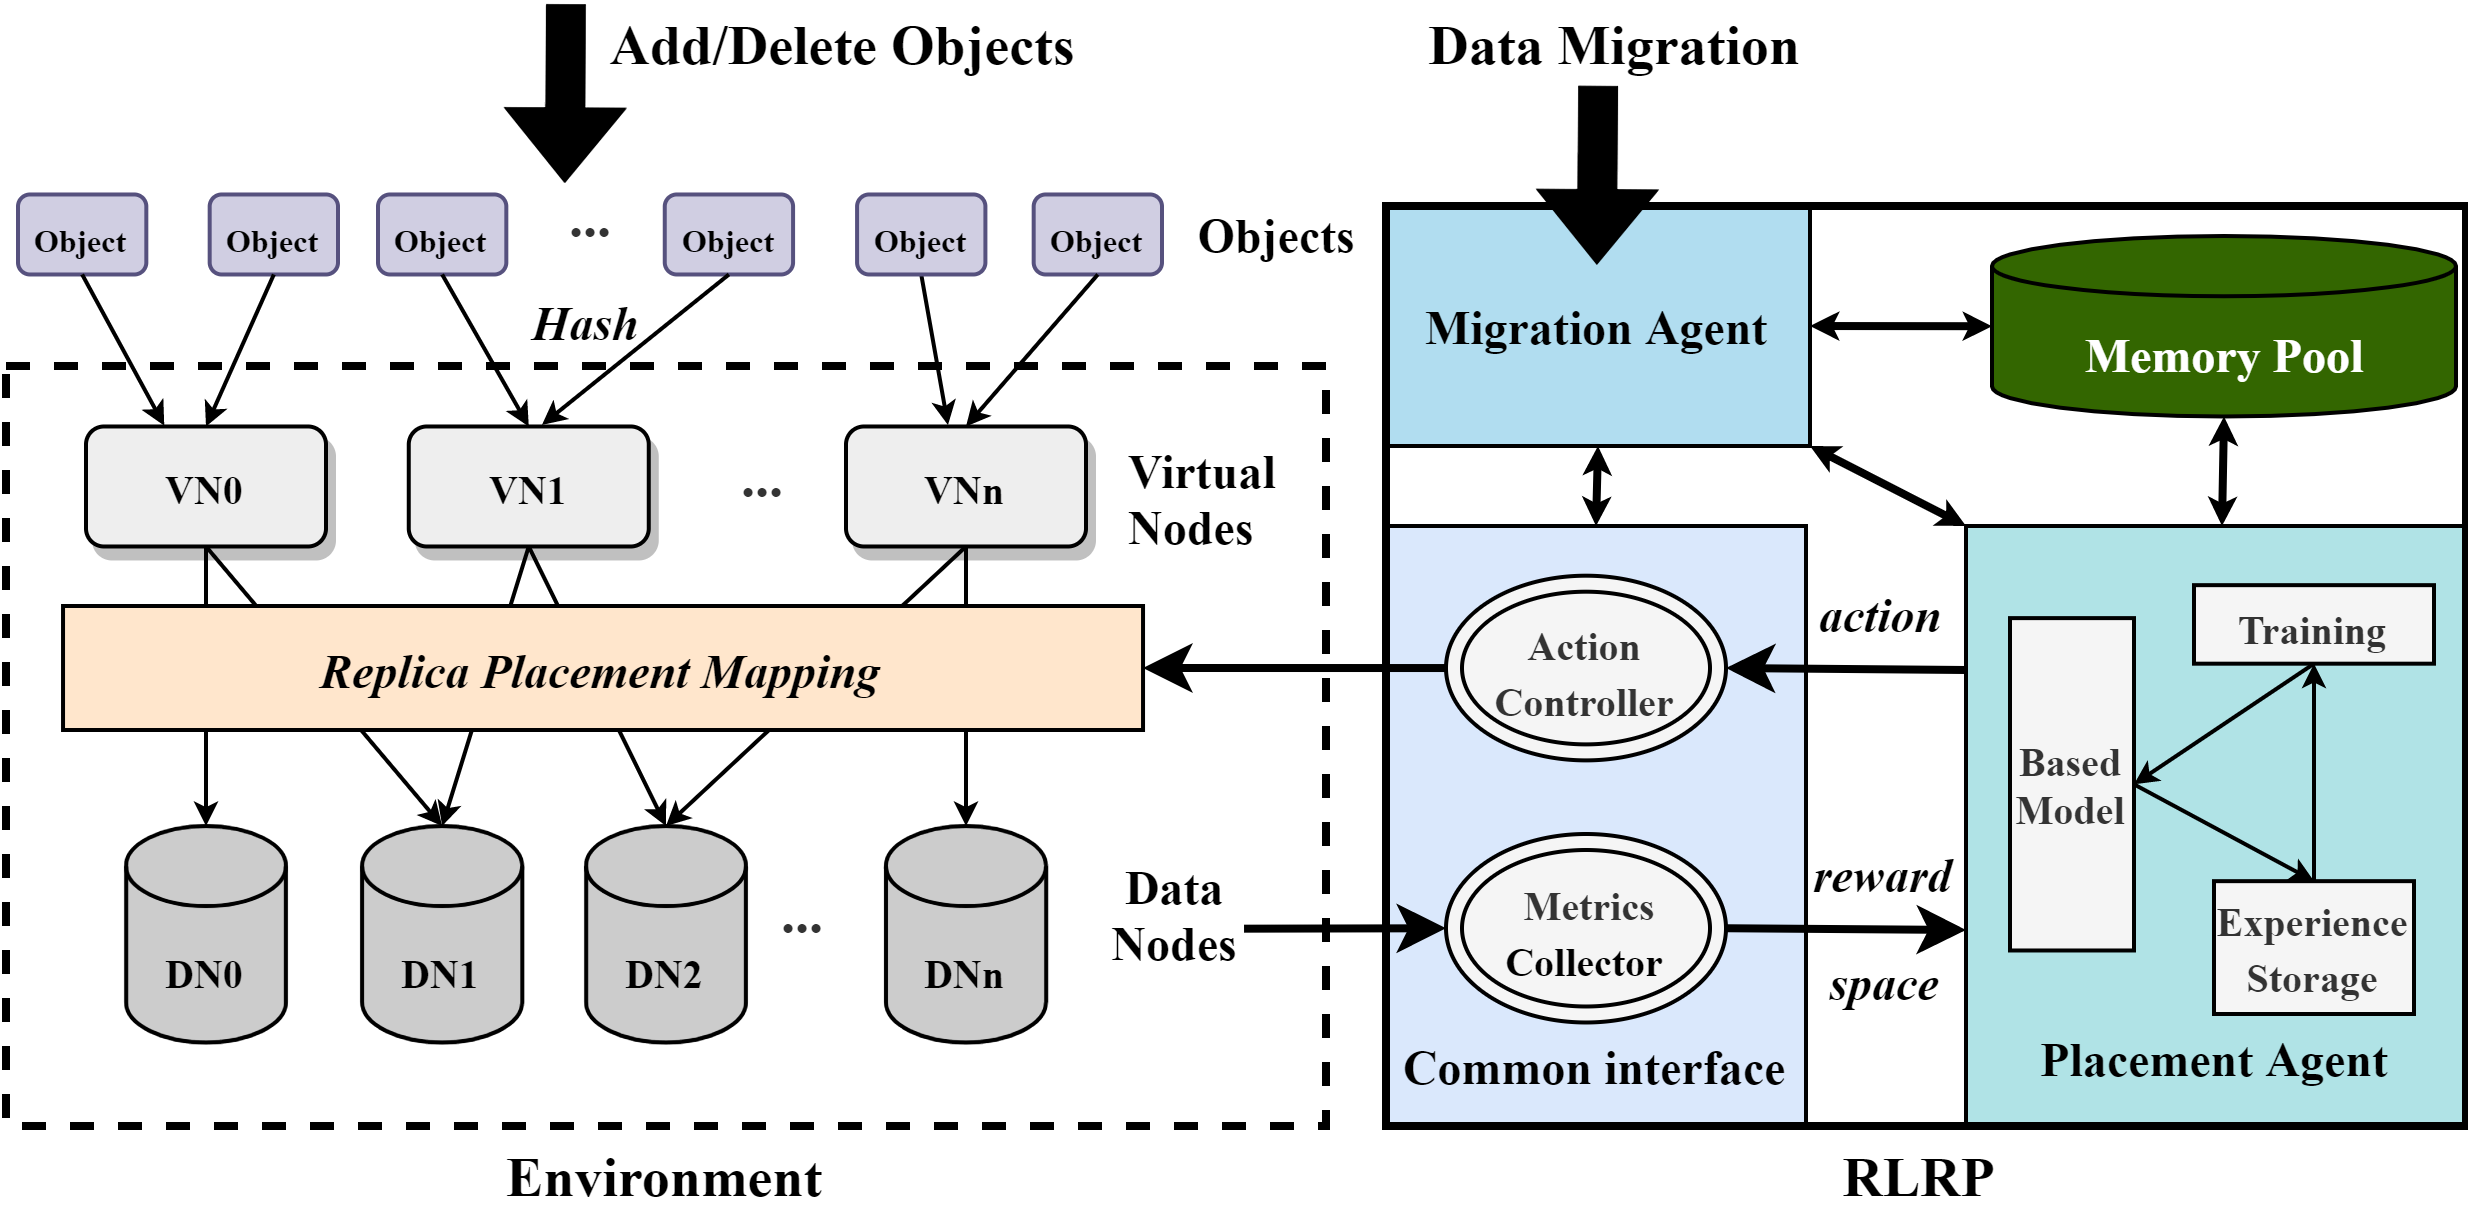 Add/Delete Objects
Data Migration
Object
Object
Object
...
Object
Object
Object
Objects
Hash
Migration Agent
Memory Pool
VN0
VN1
...
VNn
Virtual
Nodes
Replica Placement Mapping
Action
Controller
action
Training
Based
Model
DN0
DN1
DN2
...
DNn
Data
Nodes
Metrics
Collector
reward
space
Experience
Storage
Common interface
Placement Agent
Environment
RLRP